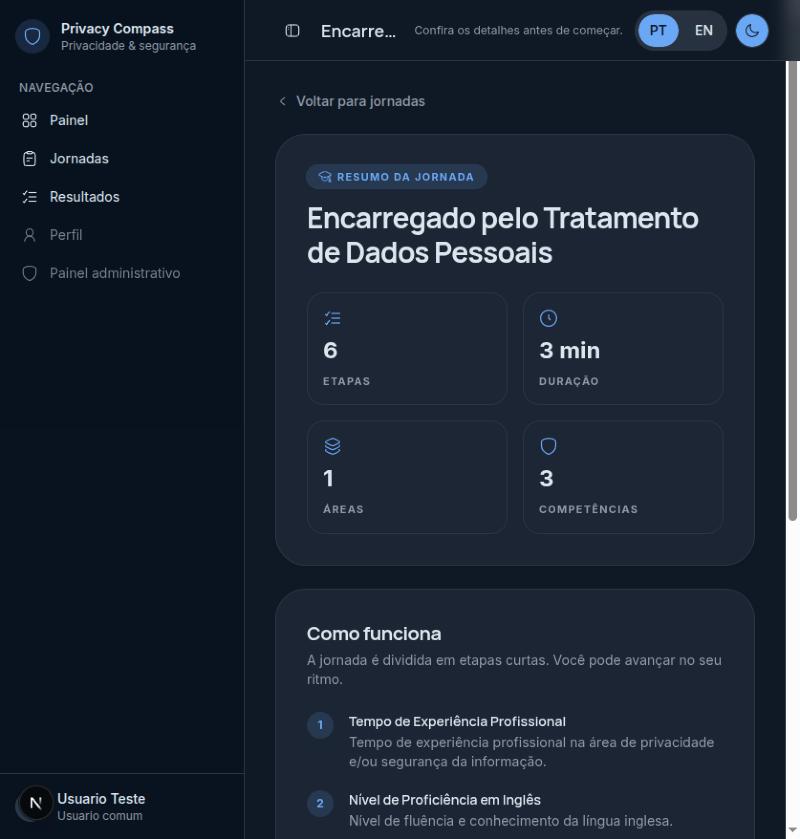 Privacy Compass
Privacidade & segurança
NAVEGAÇÃO
Painel
Jornadas
Resultados
Perfil
Painel administrativo
N
Usuario Teste
Usuario comum
Encarre...
Confira os detalhes antes de começar.
PT
EN
Voltar para jornadas
RESUMO DA JORNADA
Encarregado pelo Tratamento
de Dados Pessoais
6
ETAPAS
3 min
DURAÇÃO
1
ÁREAS
3
COMPETÊNCIAS
Como funciona
A jornada é dividida em etapas curtas. Você pode avançar no seu
ritmo.
1
Tempo de Experiência Profissional
Tempo de experiência profissional na área de privacidade
e/ou segurança da informação.
2
Nível de Proficiência em Inglês
Nível de fluência e conhecimento da língua inglesa.